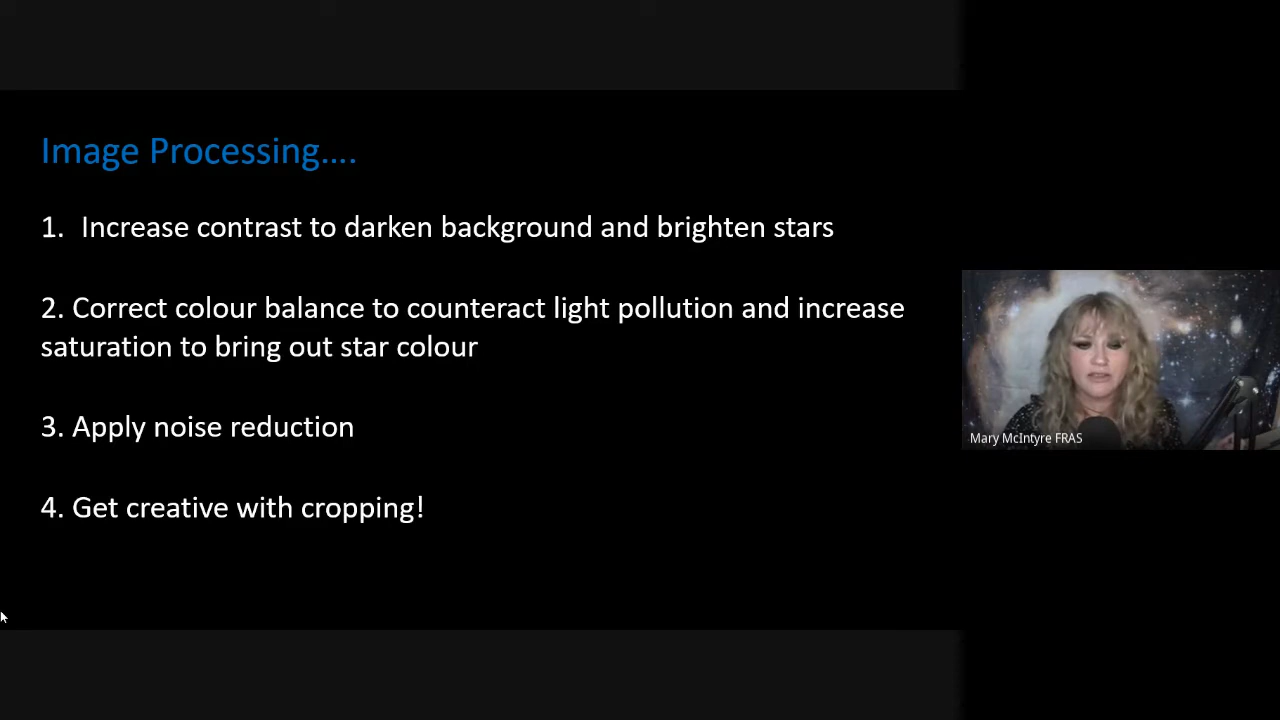 Image Processing....
1. Increase contrast to darken background and brighten stars
2. Correct colour balance to counteract light pollution and increase
saturation to bring out star colour
3. Apply noise reduction
4. Get creative with cropping!
Mary McIntyre FRAS